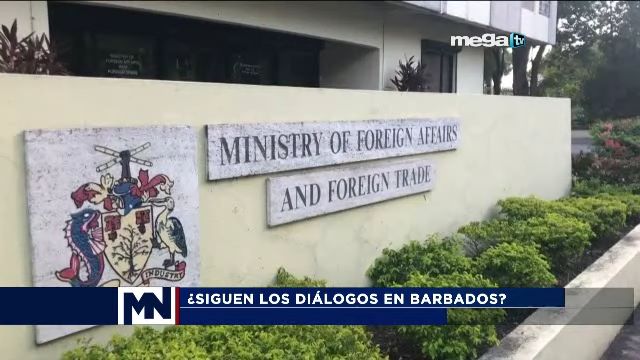 mega tv
MINISTRY OF FOREIGN AFFAIRS
AND FOREIGN TRADE
INDUSTRY
MN
¿SIGUEN LOS DIÁLOGOS EN BARBADOS?